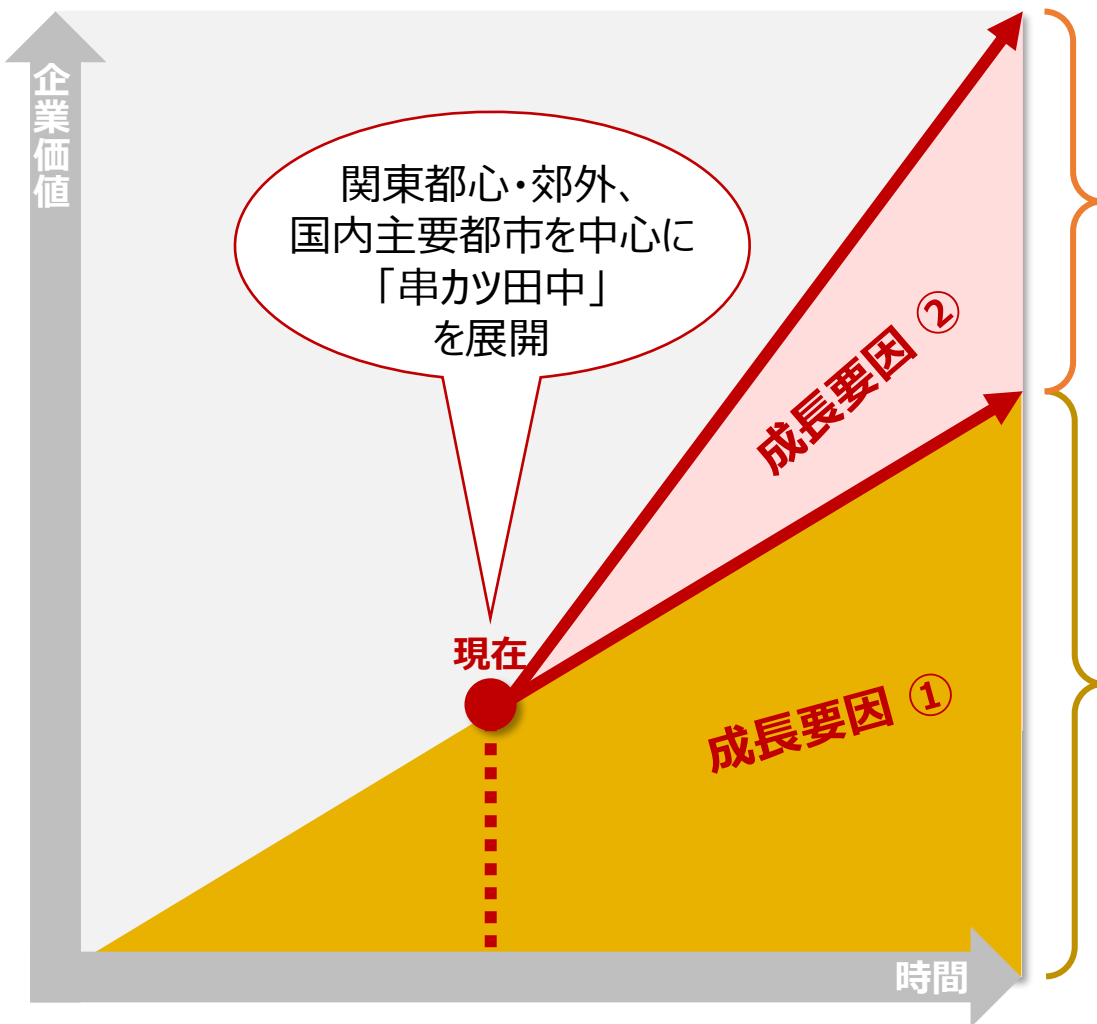 企業価値
関東都心・郊外、
国内主要都市を中心に
「串カツ田中」
を展開
成長要因 ②
現在
成長要因 ①
時間